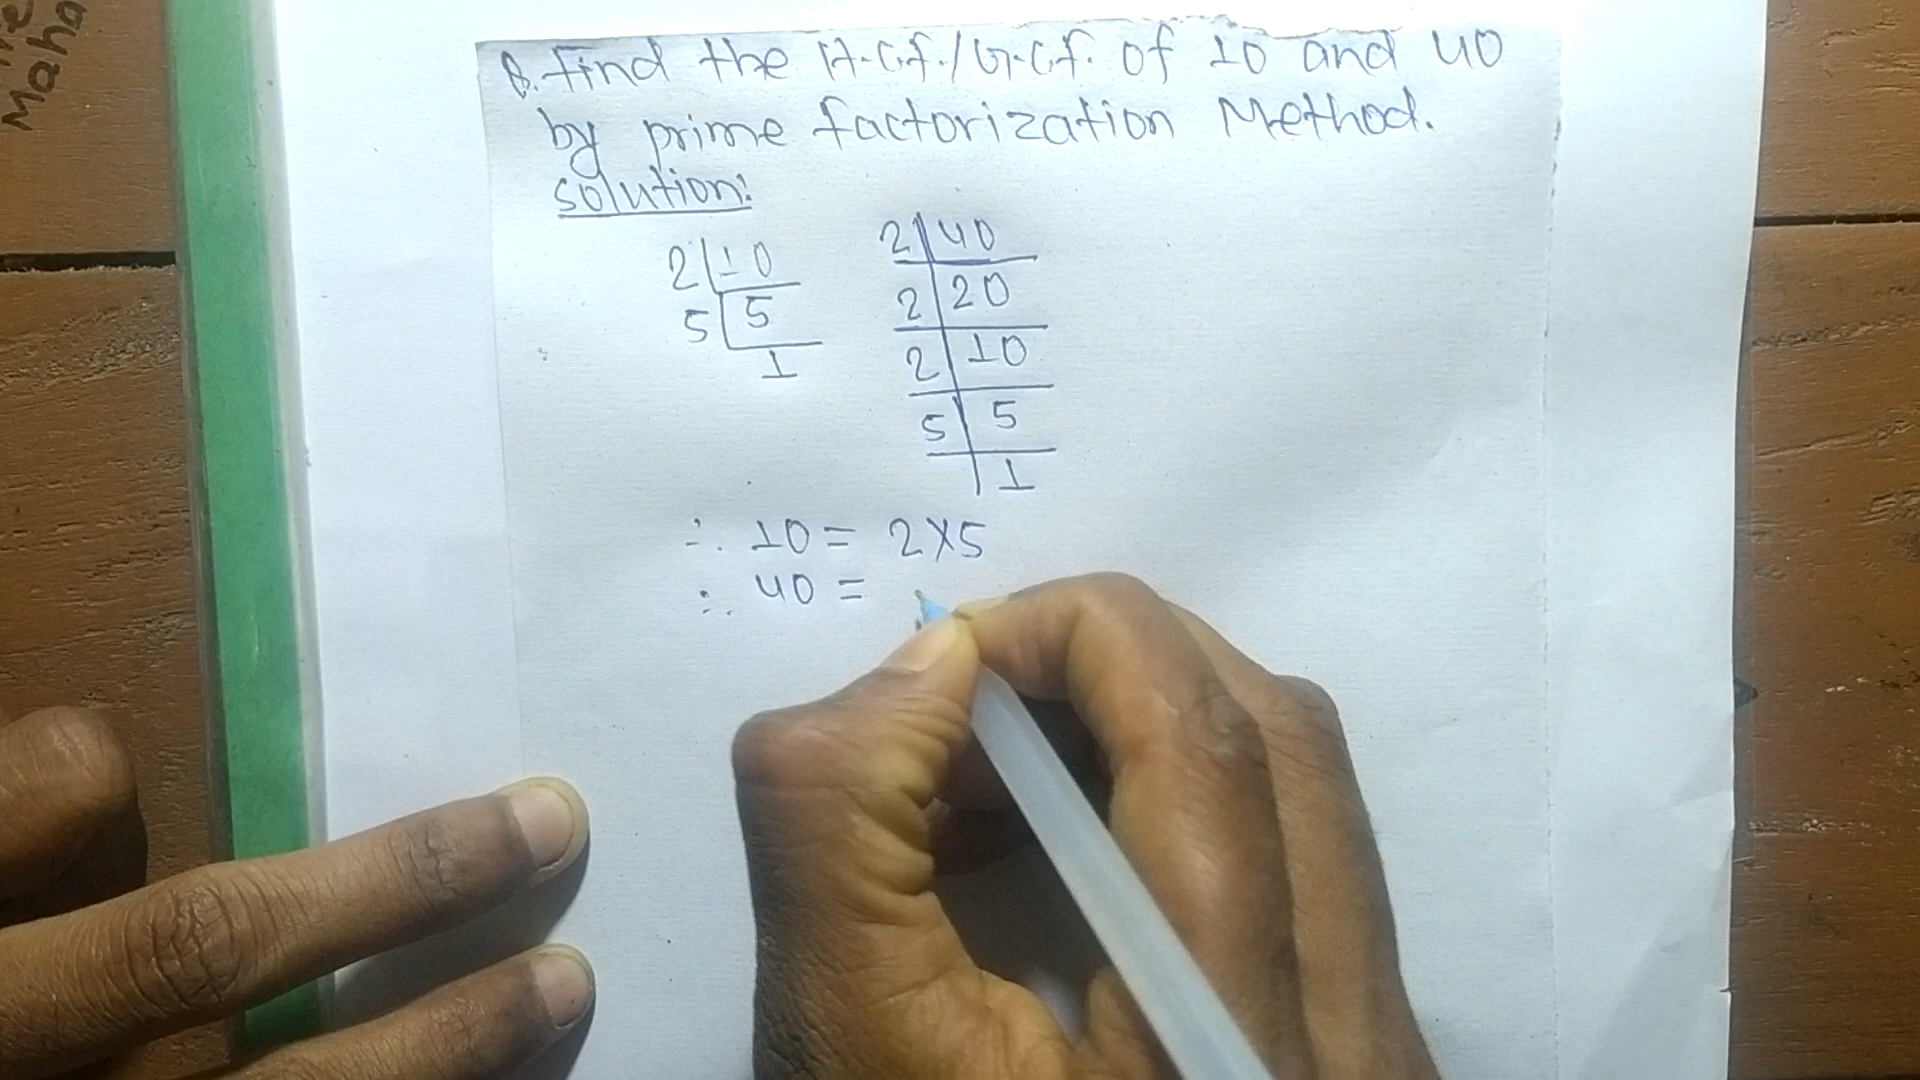 Maha
Q. Find the H.C.f./G.C.f. of 10 and 40
by prime factorization Method.
solution:
2 10
5 5
1
2 40
2 20
2 10
5 5
1
∴ 10 = 2×5
∴ 40 =